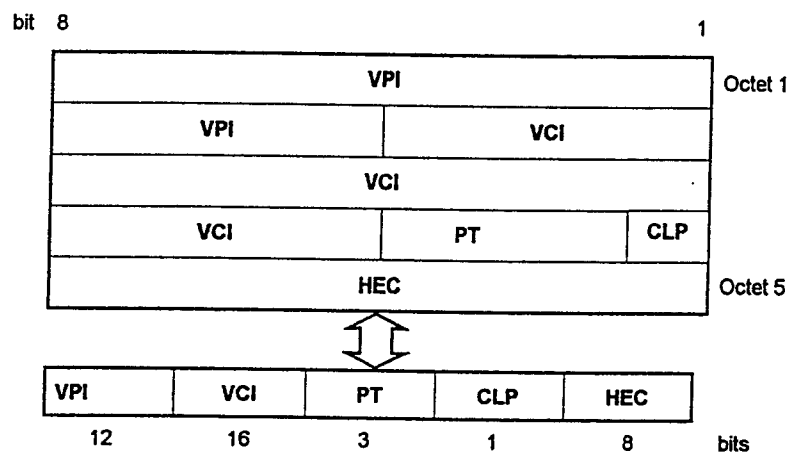 bit 8 1
VPI Octet 1
VPI VCI
VCI
VCI PT CLP
HEC Octet 5
VPI VCI PT CLP HEC
12 16 3 1 8 bits